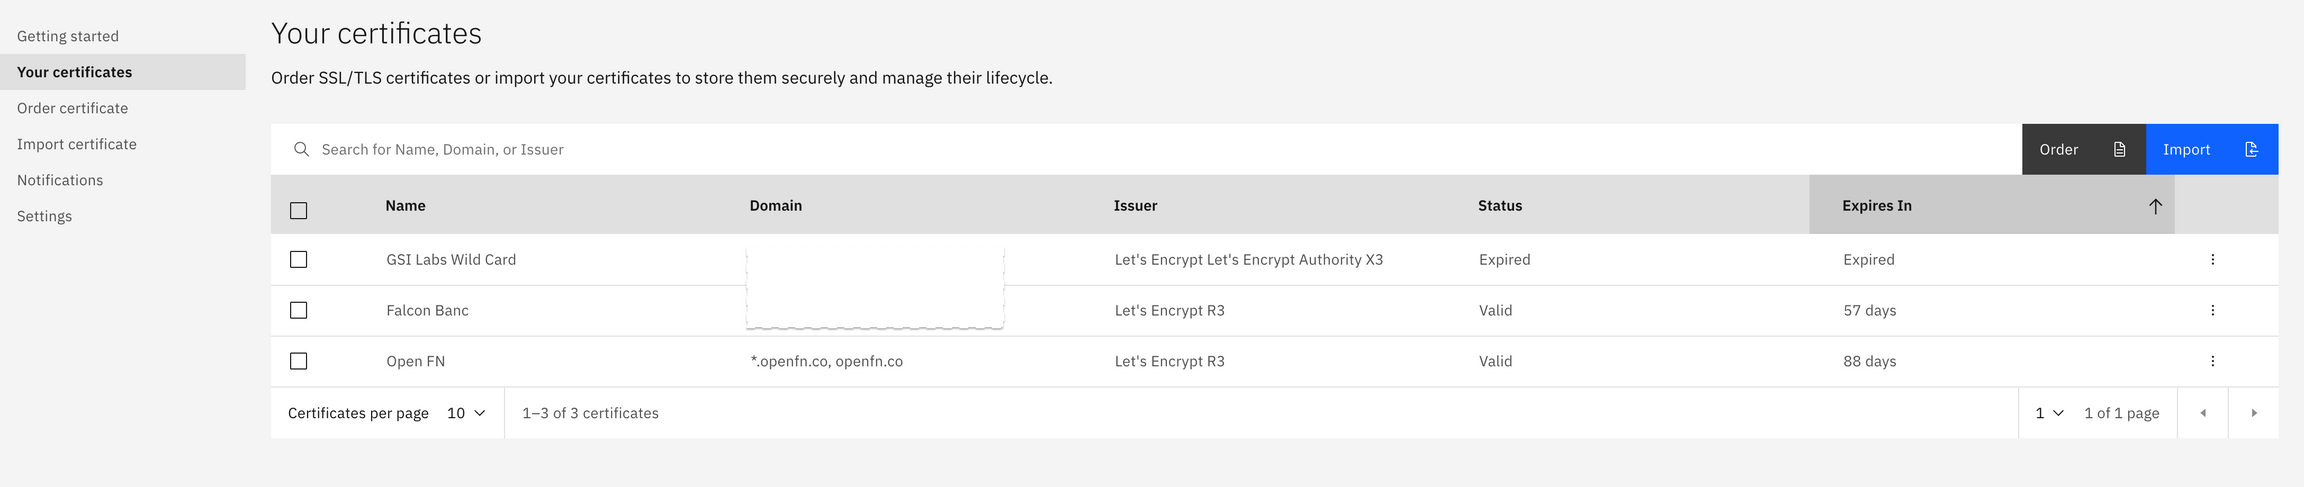 Getting started
Your certificates
Order certificate
Import certificate
Notifications
Settings
Your certificates
Order SSL/TLS certificates or import your certificates to store them securely and manage their lifecycle.
Search for Name, Domain, or Issuer
Order
Import
Name Domain Issuer Status Expires In
GSI Labs Wild Card Let's Encrypt Let's Encrypt Authority X3 Expired Expired
Falcon Banc Let's Encrypt R3 Valid 57 days
Open FN *.openfn.co, openfn.co Let's Encrypt R3 Valid 88 days
Certificates per page 10 1–3 of 3 certificates 1 1 of 1 page